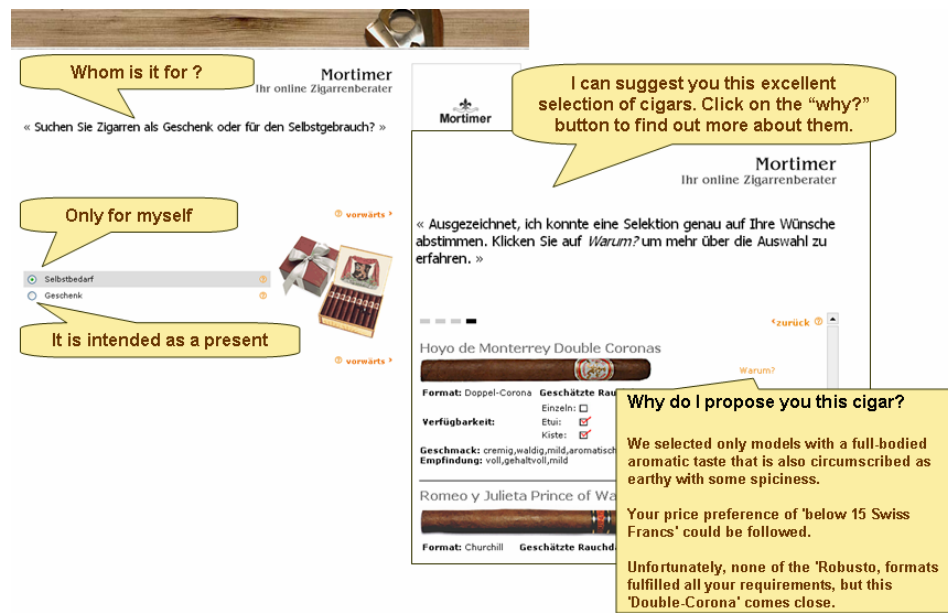 Whom is it for ?
Mortimer
Ihr online Zigarrenberater
« Suchen Sie Zigarren als Geschenk oder für den Selbstgebrauch? »
Only for myself
vorwärts
Selbstbedarf
Geschenk
It is intended as a present
vorwärts
Mortimer
I can suggest you this excellent
selection of cigars. Click on the “why?”
button to find out more about them.
Mortimer
Ihr online Zigarrenberater
« Ausgezeichnet, ich konnte eine Selektion genau auf Ihre Wünsche
abstimmen. Klicken Sie auf Warum? um mehr über die Auswahl zu
erfahren. »
zurück
Hoyo de Monterrey Double Coronas
Warum?
Format: Doppel-Corona Geschätzte Rau
Einzeln:
Verfügbarkeit: Etui:
Kiste:
Geschmack: cremig,waldig,mild,aromatisch
Empfindung: voll,gehaltvoll,mild
Romeo y Julieta Prince of Wa
Format: Churchill Geschätzte Rauchd
Why do I propose you this cigar?
We selected only models with a full-bodied
aromatic taste that is also circumscribed as
earthy with some spiciness.
Your price preference of 'below 15 Swiss
Francs' could be followed.
Unfortunately, none of the 'Robusto, formats
fulfilled all your requirements, but this
'Double-Corona' comes close.